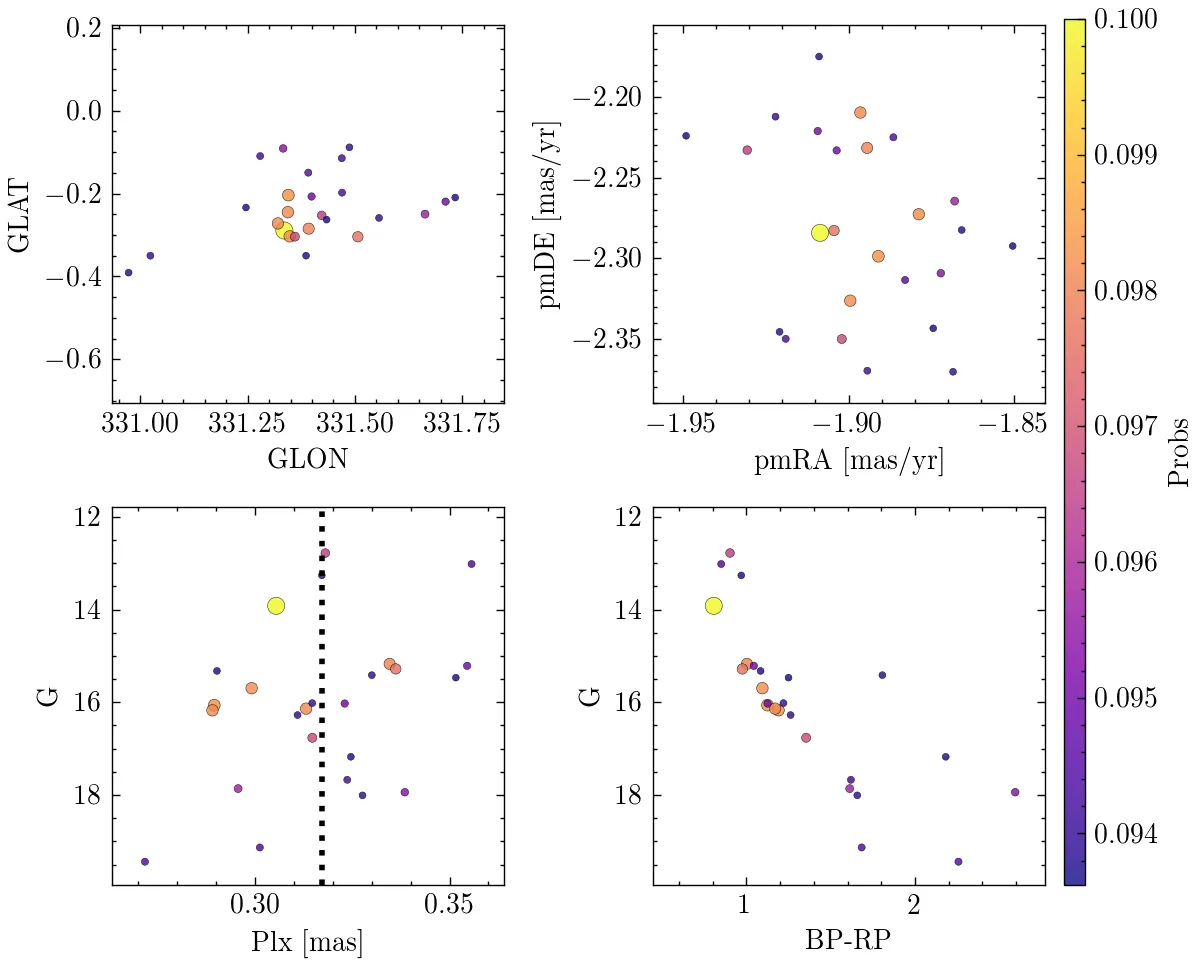 0.2
0.0
−0.2
−0.4
−0.6
GLAT
331.00 331.25 331.50 331.75
GLON
−2.20
−2.25
−2.30
−2.35
pmDE [mas/yr]
−1.95 −1.90 −1.85
pmRA [mas/yr]
12
14
16
18
G
0.30 0.35
Plx [mas]
12
14
16
18
G
1 2
BP-RP
0.100
0.099
0.098
0.097
0.096
0.095
0.094
Probs